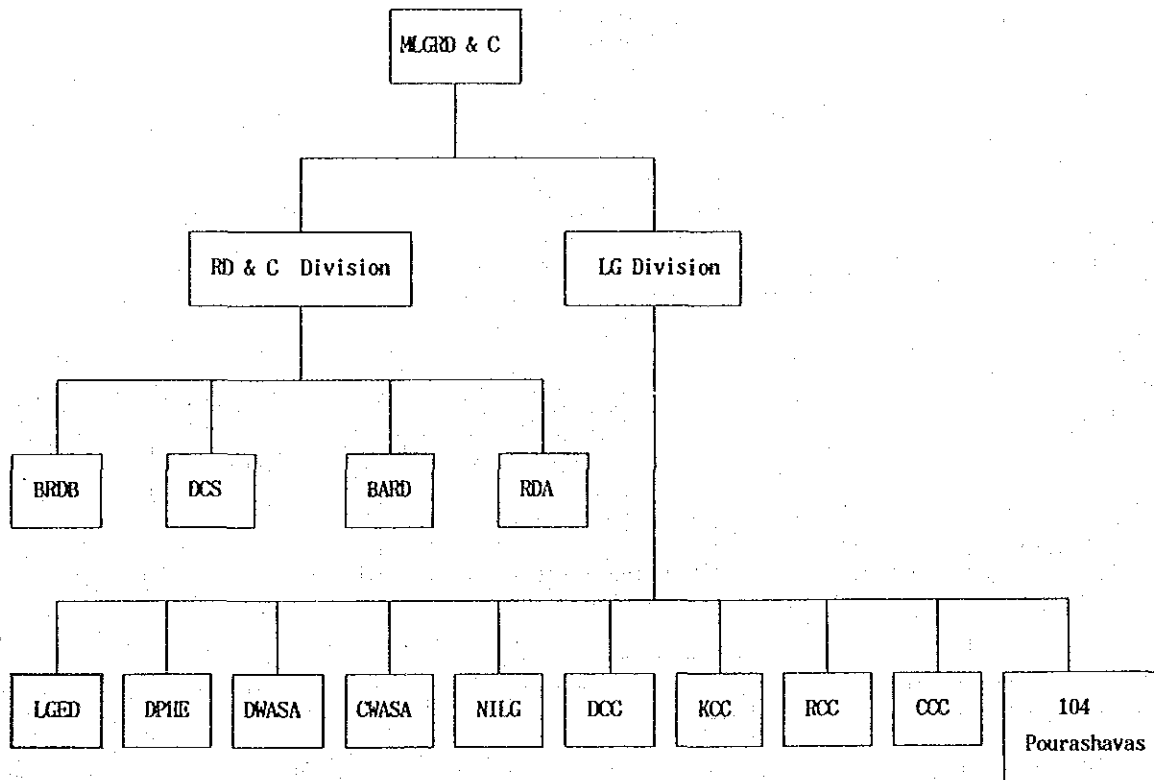 MLGRD & C
RD & C Division
LG Division
BRDB
DCS
BARD
RDA
LGED
DPHE
DWASA
CWASA
NILG
DCC
KCC
RCC
CCC
104
Pourashavas